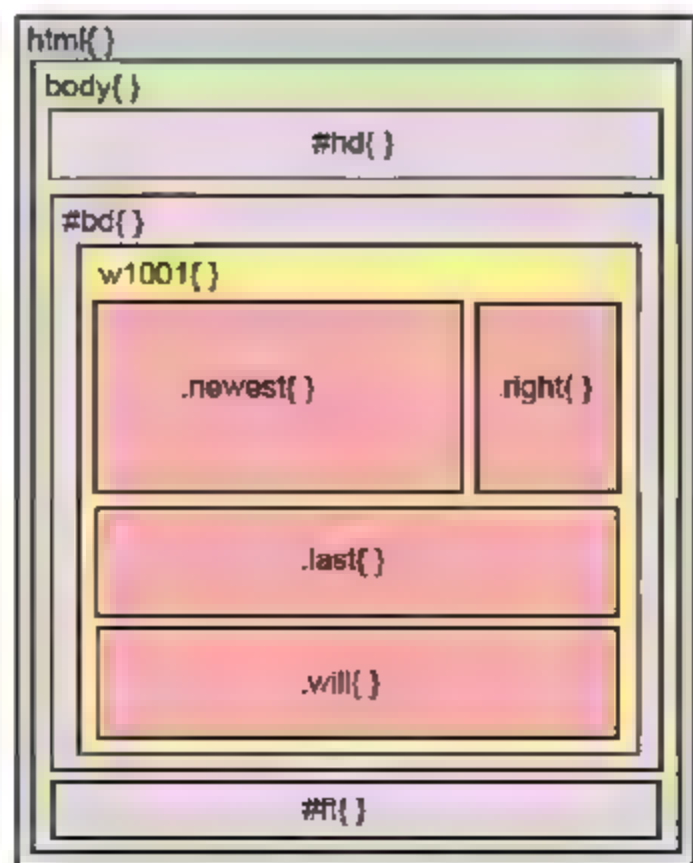 html{ }
body{ }
#hd{ }
#bd{ }
w1001{ }
.newest{ }
.right{ }
.last{ }
.will{ }
#ft{ }